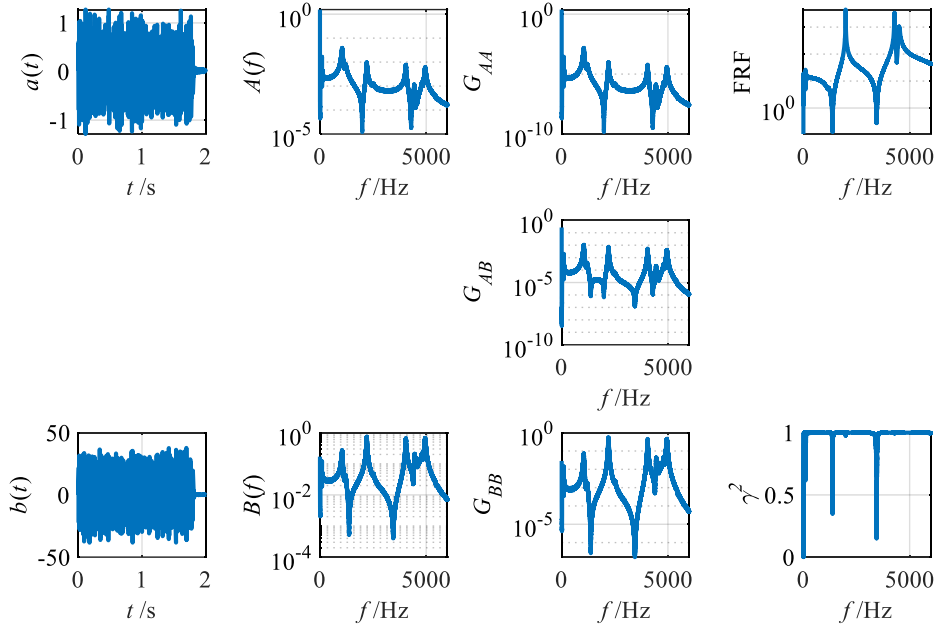 a(t)
1
0
-1
0 1 2
t /s
A(f)
10^0
10^-5
0 5000
f /Hz
G_AA
10^0
10^-5
10^-10
0 5000
f /Hz
FRF
10^0
0 5000
f /Hz
G_AB
10^0
10^-5
10^-10
0 5000
f /Hz
b(t)
50
0
-50
0 1 2
t /s
B(f)
10^0
10^-2
10^-4
0 5000
f /Hz
G_BB
10^0
10^-5
0 5000
f /Hz
γ^2
1
0.5
0
0 5000
f /Hz